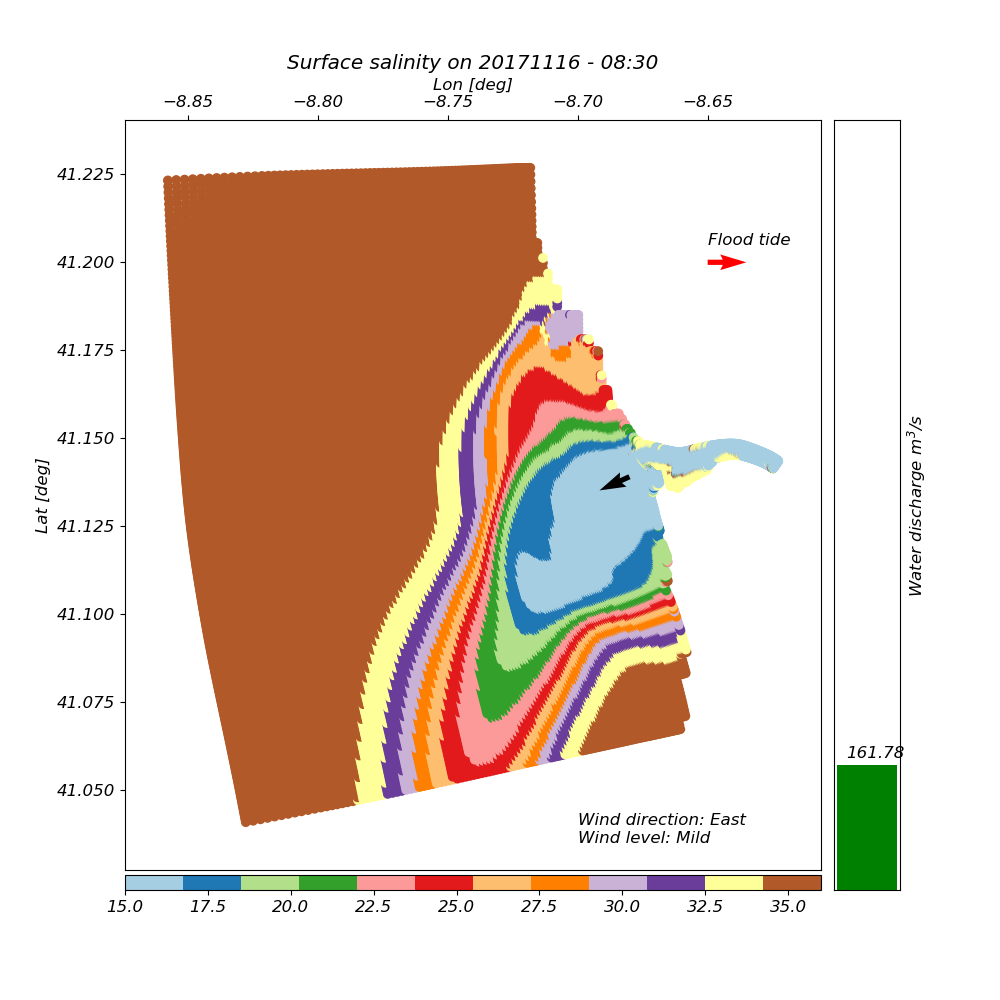 Surface salinity on 20171116 - 08:30
Lon [deg]
−8.85 −8.80 −8.75 −8.70 −8.65
41.225
41.200
41.175
41.150
41.125
41.100
41.075
41.050
Lat [deg]
Flood tide
Wind direction: East
Wind level: Mild
15.0 17.5 20.0 22.5 25.0 27.5 30.0 32.5 35.0
161.78
Water discharge m³/s